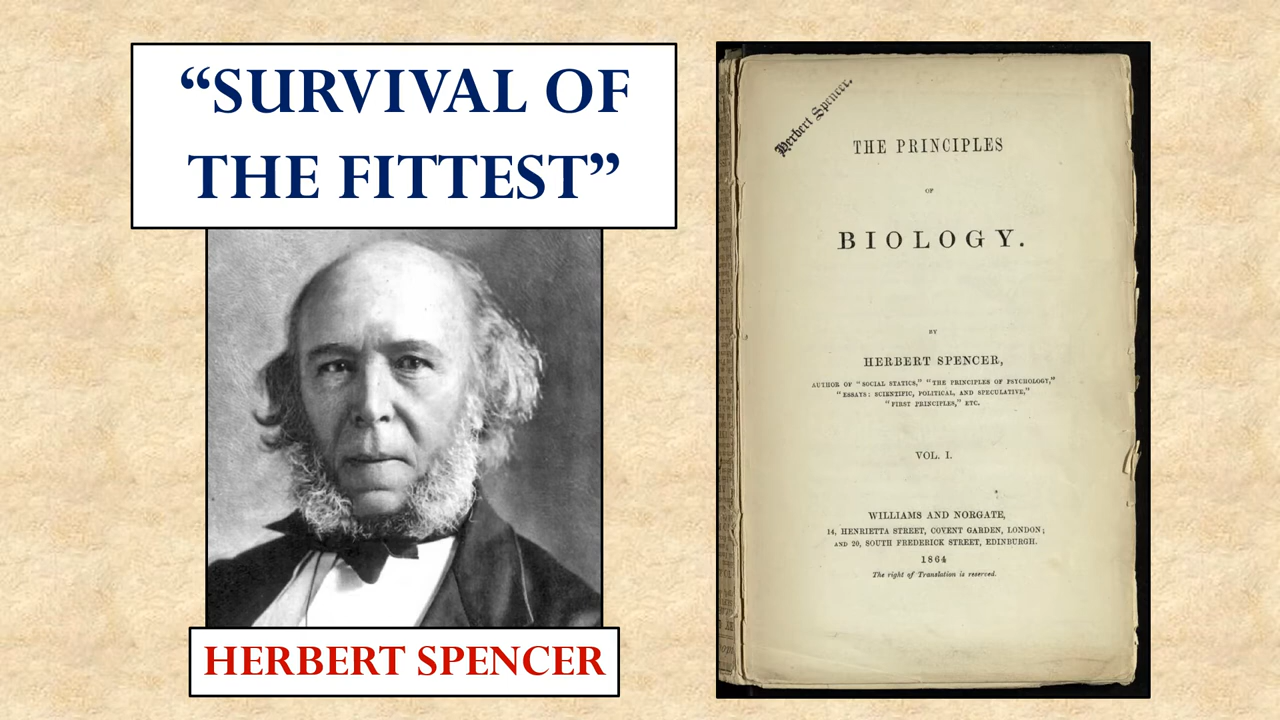 “SURVIVAL OF
THE FITTEST”
HERBERT SPENCER
Herbert Spencer.
THE PRINCIPLES
OF
BIOLOGY.
BY
HERBERT SPENCER,
AUTHOR OF “SOCIAL STATICS,” “THE PRINCIPLES OF PSYCHOLOGY,”
“ESSAYS: SCIENTIFIC, POLITICAL, AND SPECULATIVE,”
“FIRST PRINCIPLES,” ETC.
VOL. I.
WILLIAMS AND NORGATE,
14, HENRIETTA STREET, COVENT GARDEN, LONDON;
AND 20, SOUTH FREDERICK STREET, EDINBURGH.
1864
The right of Translation is reserved.